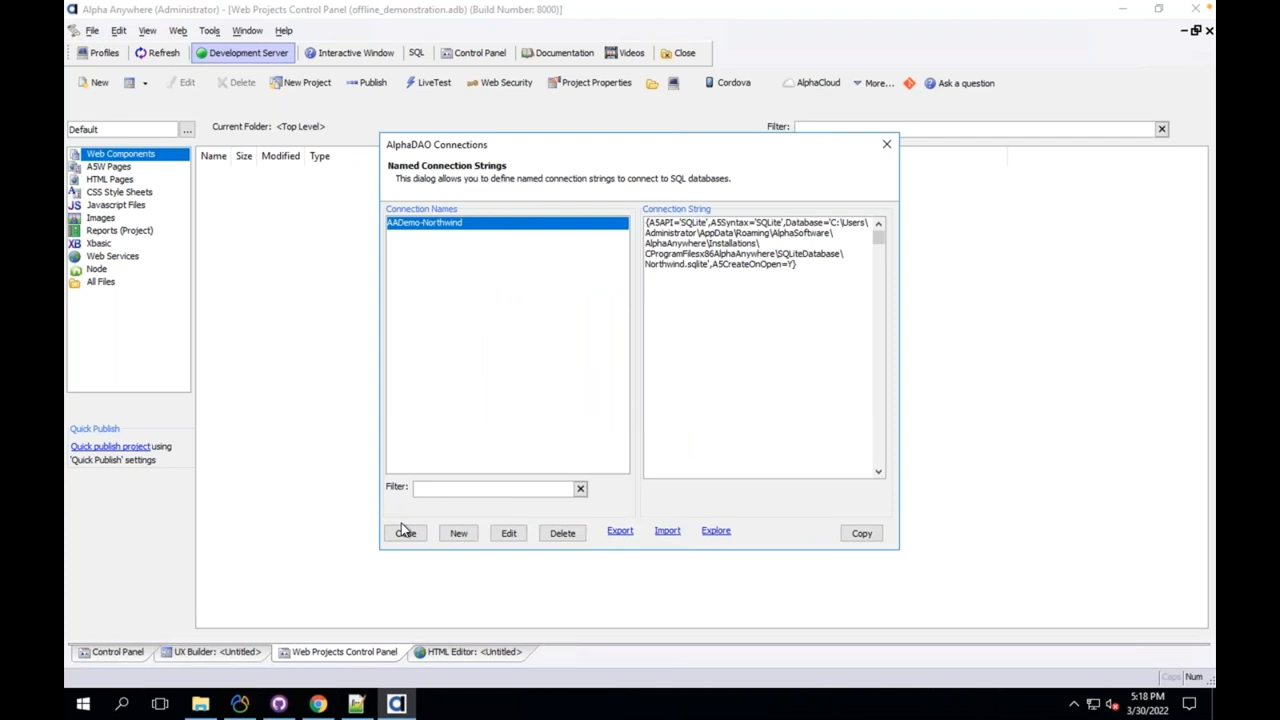 Alpha Anywhere (Administrator) - [Web Projects Control Panel (offline_demonstration.adb) (Build Number: 8000)]
File Edit View Web Tools Window Help
Profiles Refresh Development Server Interactive Window SQL Control Panel Documentation Videos Close
New Edit Delete New Project Publish LiveTest Web Security Project Properties Cordova AlphaCloud More... Ask a question
Default ... Current Folder: <Top Level> Filter:
Name Size Modified Type
Web Components
A5W Pages
HTML Pages
CSS Style Sheets
JS Javascript Files
Images
Reports (Project)
XB Xbasic
Web Services
Node
All Files
Quick Publish
Quick publish project using
'Quick Publish' settings
AlphaDAO Connections
Named Connection Strings
This dialog allows you to define named connection strings to connect to SQL databases.
Connection Names
AADemo-Northwind
Connection String
{A5API='SQLite',A5Syntax='SQLite',Database='C:\Users\
Administrator\AppData\Roaming\AlphaSoftware\
AlphaAnywhere\Installations\
CProgramFilesx86AlphaAnywhere\SQLiteDatabase\
Northwind.sqlite',A5CreateOnOpen=Y}
Filter:
Close New Edit Delete Export Import Explore Copy
Control Panel UX Builder: <Untitled> Web Projects Control Panel HTML Editor: <Untitled>
Caps Num
5:18 PM
3/30/2022